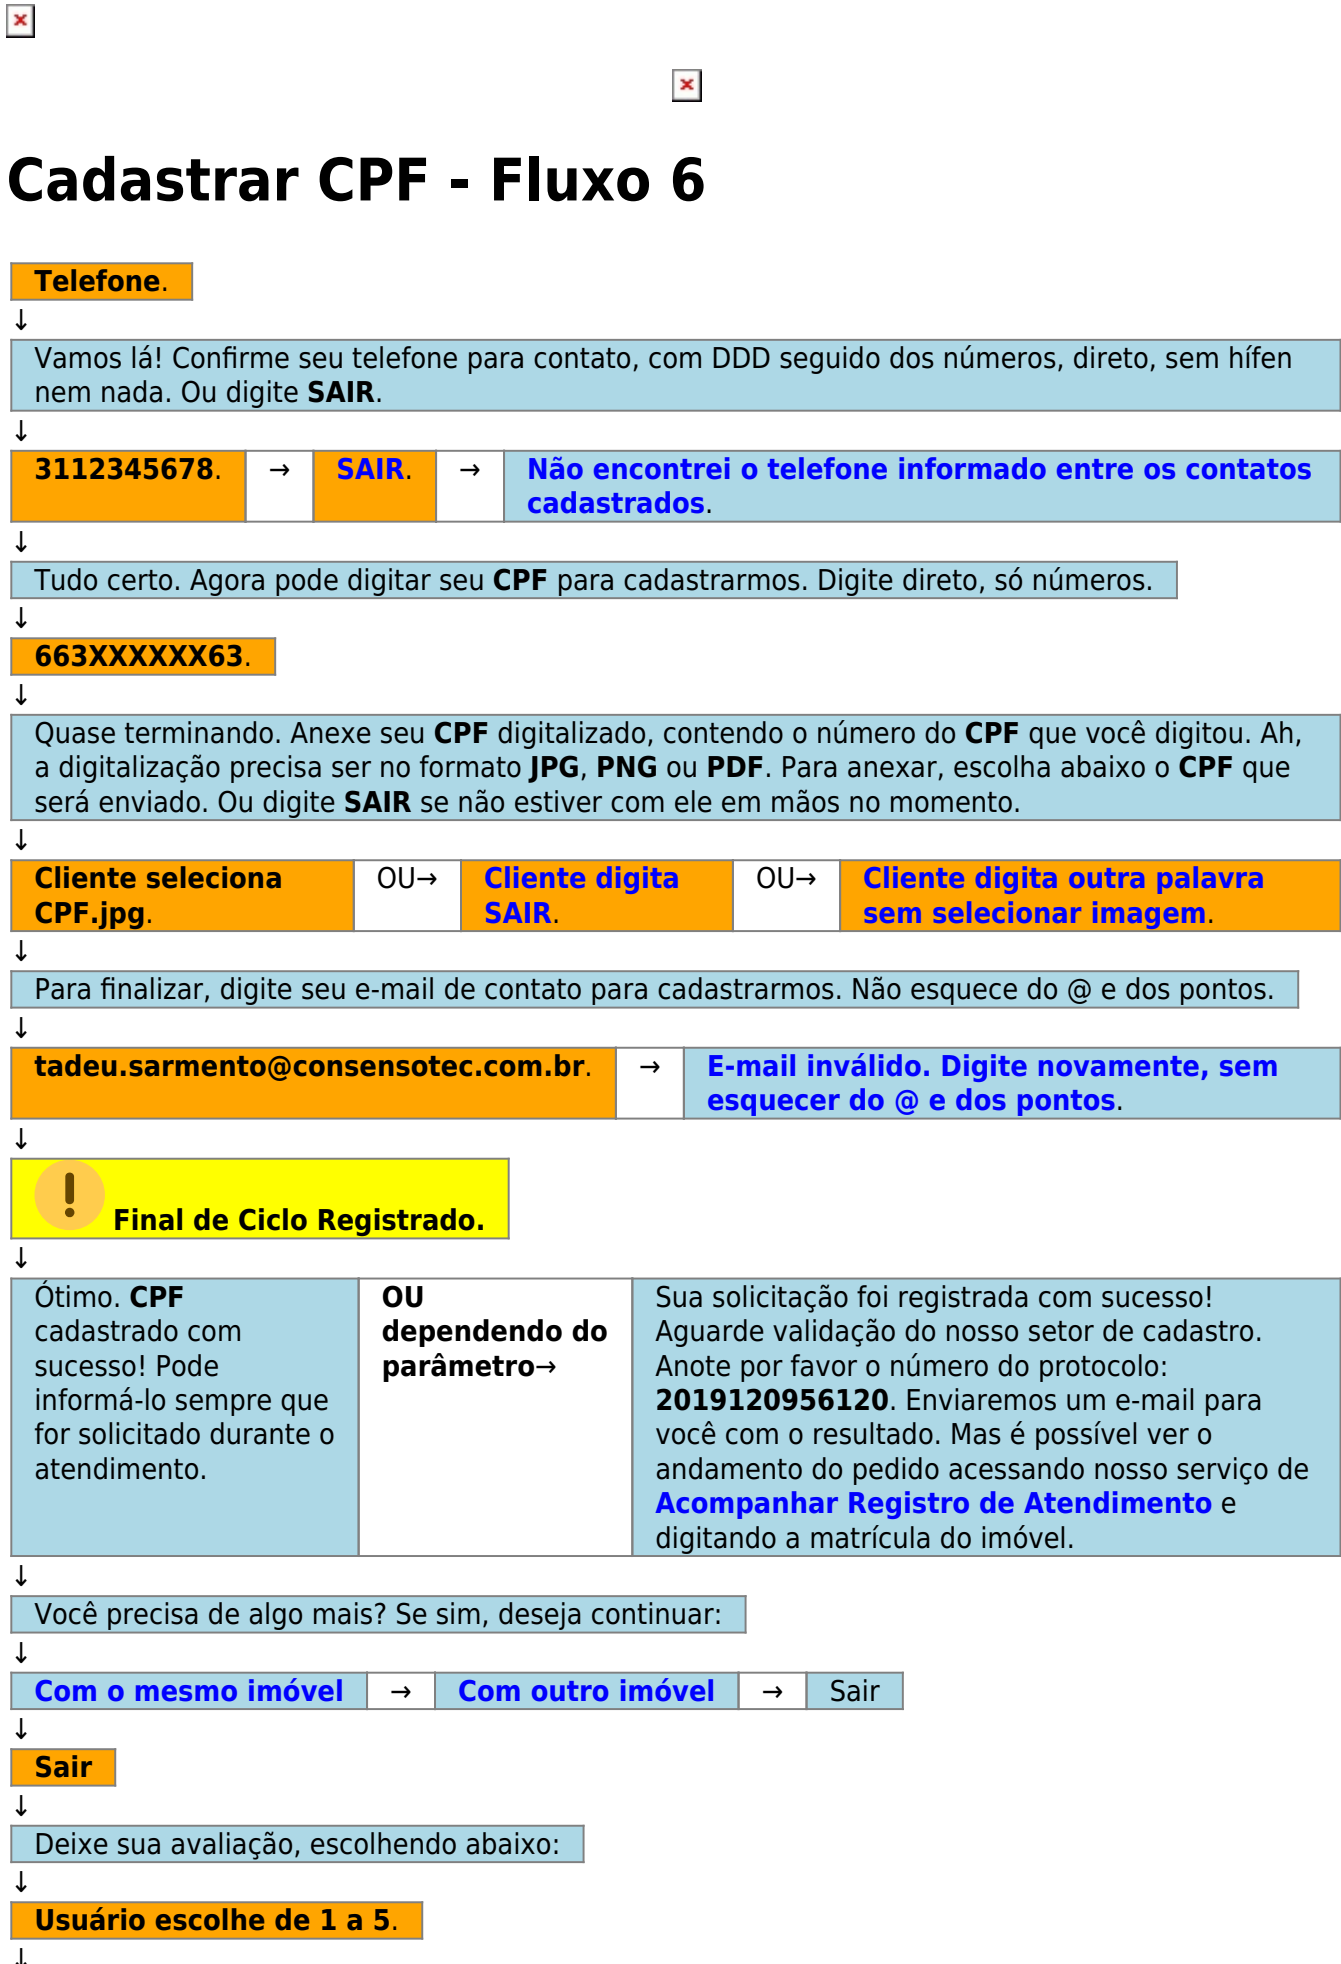 Cadastrar CPF - Fluxo 6
Telefone.
↓
Vamos lá! Confirme seu telefone para contato, com DDD seguido dos números, direto, sem hífen
nem nada. Ou digite SAIR.
↓
3112345678. → SAIR. → Não encontrei o telefone informado entre os contatos
cadastrados.
↓
Tudo certo. Agora pode digitar seu CPF para cadastrarmos. Digite direto, só números.
↓
663XXXXXX63.
↓
Quase terminando. Anexe seu CPF digitalizado, contendo o número do CPF que você digitou. Ah,
a digitalização precisa ser no formato JPG, PNG ou PDF. Para anexar, escolha abaixo o CPF que
será enviado. Ou digite SAIR se não estiver com ele em mãos no momento.
↓
Cliente seleciona
CPF.jpg.
OU→
Cliente digita
SAIR.
OU→
Cliente digita outra palavra
sem selecionar imagem.
↓
Para finalizar, digite seu e-mail de contato para cadastrarmos. Não esquece do @ e dos pontos.
↓
tadeu.sarmento@consensotec.com.br. → E-mail inválido. Digite novamente, sem
esquecer do @ e dos pontos.
↓
Final de Ciclo Registrado.
↓
Ótimo. CPF
cadastrado com
sucesso! Pode
informá-lo sempre que
for solicitado durante o
atendimento.
OU
dependendo do
parâmetro→
Sua solicitação foi registrada com sucesso!
Aguarde validação do nosso setor de cadastro.
Anote por favor o número do protocolo:
2019120956120. Enviaremos um e-mail para
você com o resultado. Mas é possível ver o
andamento do pedido acessando nosso serviço de
Acompanhar Registro de Atendimento e
digitando a matrícula do imóvel.
↓
Você precisa de algo mais? Se sim, deseja continuar:
↓
Com o mesmo imóvel → Com outro imóvel → Sair
↓
Sair
↓
Deixe sua avaliação, escolhendo abaixo:
↓
Usuário escolhe de 1 a 5.
↓